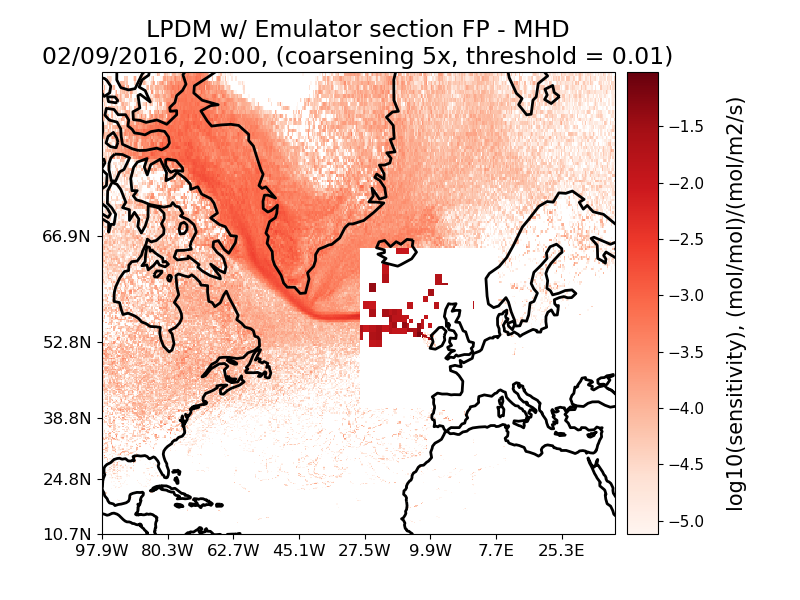 LPDM w/ Emulator section FP - MHD
02/09/2016, 20:00, (coarsening 5x, threshold = 0.01)
66.9N
52.8N
38.8N
24.8N
10.7N
97.9W 80.3W 62.7W 45.1W 27.5W 9.9W 7.7E 25.3E
−1.5
−2.0
−2.5
−3.0
−3.5
−4.0
−4.5
−5.0
log10(sensitivity), (mol/mol)/(mol/m2/s)